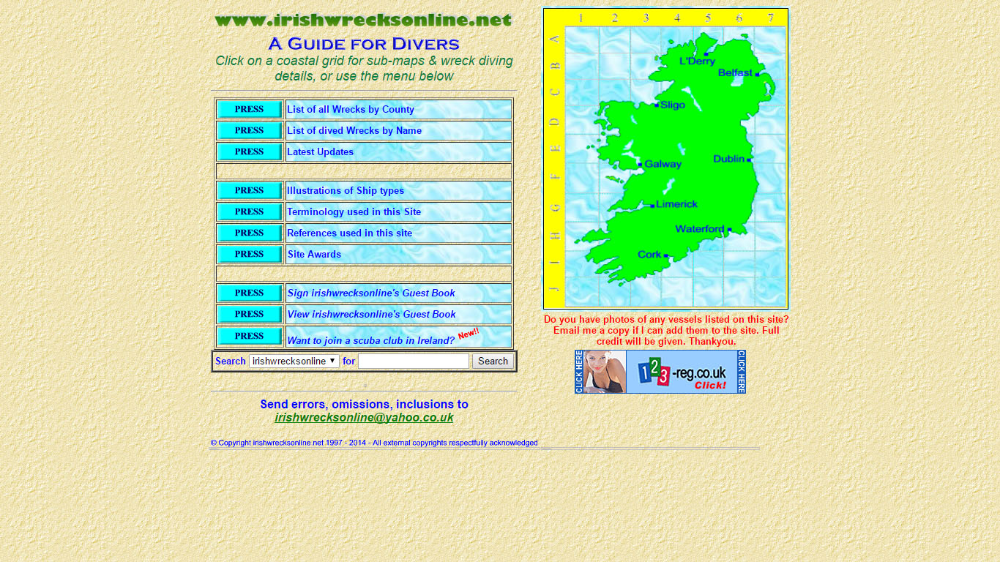 www.irishwrecksonline.net
A Guide for Divers
Click on a coastal grid for sub-maps & wreck diving
details, or use the menu below
PRESS List of all Wrecks by County
PRESS List of dived Wrecks by Name
PRESS Latest Updates
PRESS Illustrations of Ship types
PRESS Terminology used in this Site
PRESS References used in this site
PRESS Site Awards
PRESS Sign irishwrecksonline's Guest Book
PRESS View irishwrecksonline's Guest Book
PRESS Want to join a scuba club in Ireland? New!!
Search irishwrecksonline for Search
Send errors, omissions, inclusions to
irishwrecksonline@yahoo.co.uk
© Copyright irishwrecksonline.net 1997 - 2014 - All external copyrights respectfully acknowledged
1 2 3 4 5 6 7
A
B
C
D
E
F
G
H
I
J
L'Derry
Belfast
Sligo
Dublin
Galway
Limerick
Waterford
Cork
Do you have photos of any vessels listed on this site?
Email me a copy if I can add them to the site. Full
credit will be given. Thankyou.
CLICK HERE
123-reg.co.uk
Click!
CLICK HERE